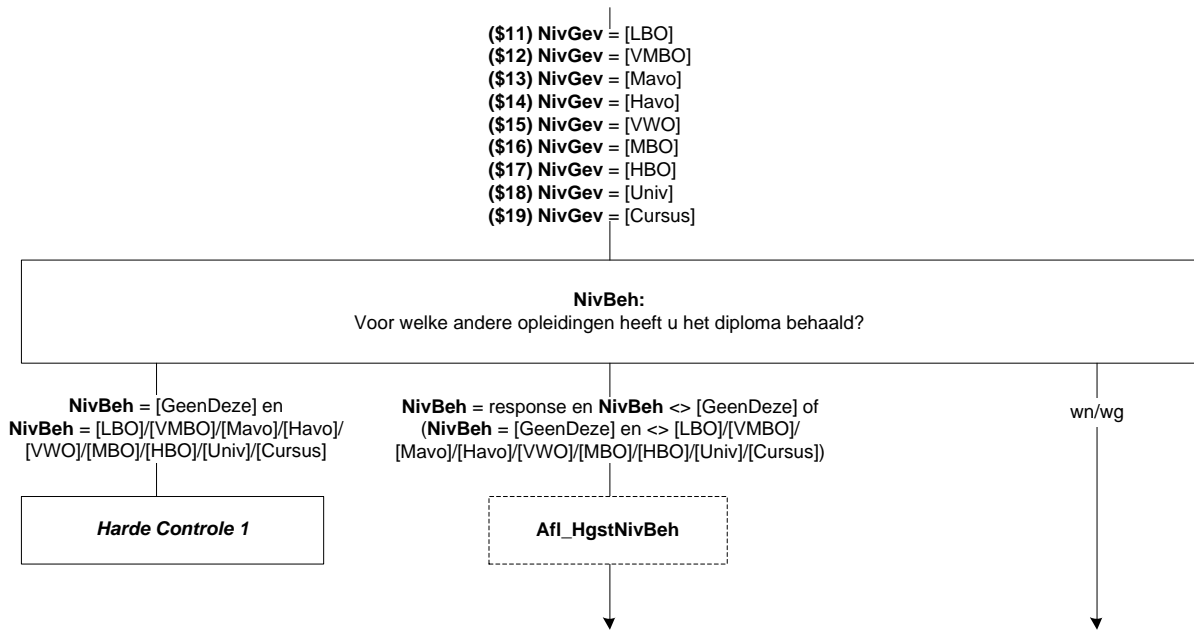 ($11) NivGev = [LBO]
($12) NivGev = [VMBO]
($13) NivGev = [Mavo]
($14) NivGev = [Havo]
($15) NivGev = [VWO]
($16) NivGev = [MBO]
($17) NivGev = [HBO]
($18) NivGev = [Univ]
($19) NivGev = [Cursus]
NivBeh:
Voor welke andere opleidingen heeft u het diploma behaald?
NivBeh = [GeenDeze] en
NivBeh = [LBO]/[VMBO]/[Mavo]/[Havo]/
[VWO]/[MBO]/[HBO]/[Univ]/[Cursus]
NivBeh = response en NivBeh <> [GeenDeze] of
(NivBeh = [GeenDeze] en <> [LBO]/[VMBO]/
[Mavo]/[Havo]/[VWO]/[MBO]/[HBO]/[Univ]/[Cursus])
wn/wg
Harde Controle 1
Afl_HgstNivBeh